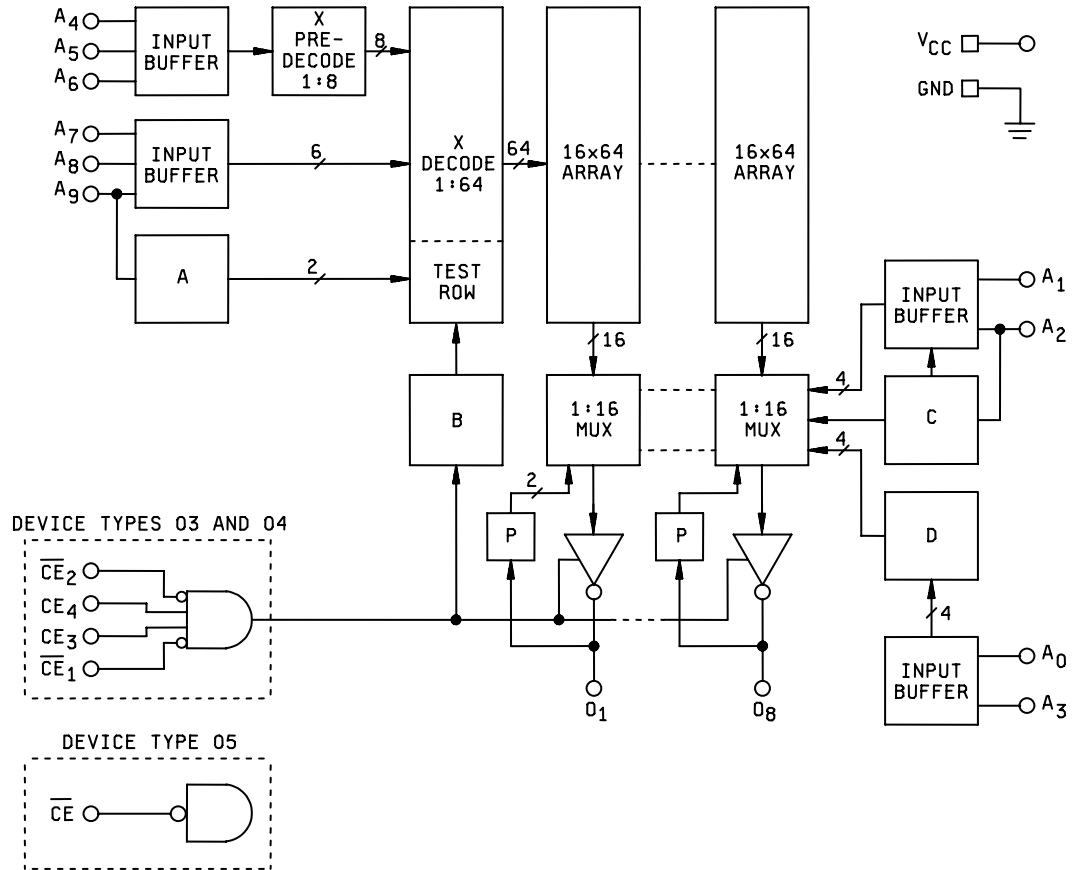 A4
A5
A6
INPUT
BUFFER
X
PRE-
DECODE
1:8
8
A7
A8
A9
INPUT
BUFFER
6
A
2
X
DECODE
1:64
TEST
ROW
64
16x64
ARRAY
16x64
ARRAY
VCC
GND
16
16
INPUT
BUFFER
A1
A2
B
1:16
MUX
1:16
MUX
4
4
C
2
P
P
D
4
INPUT
BUFFER
A0
A3
DEVICE TYPES 03 AND 04
C̅E̅2
CE4
CE3
C̅E̅1
O1
O8
DEVICE TYPE 05
C̅E̅